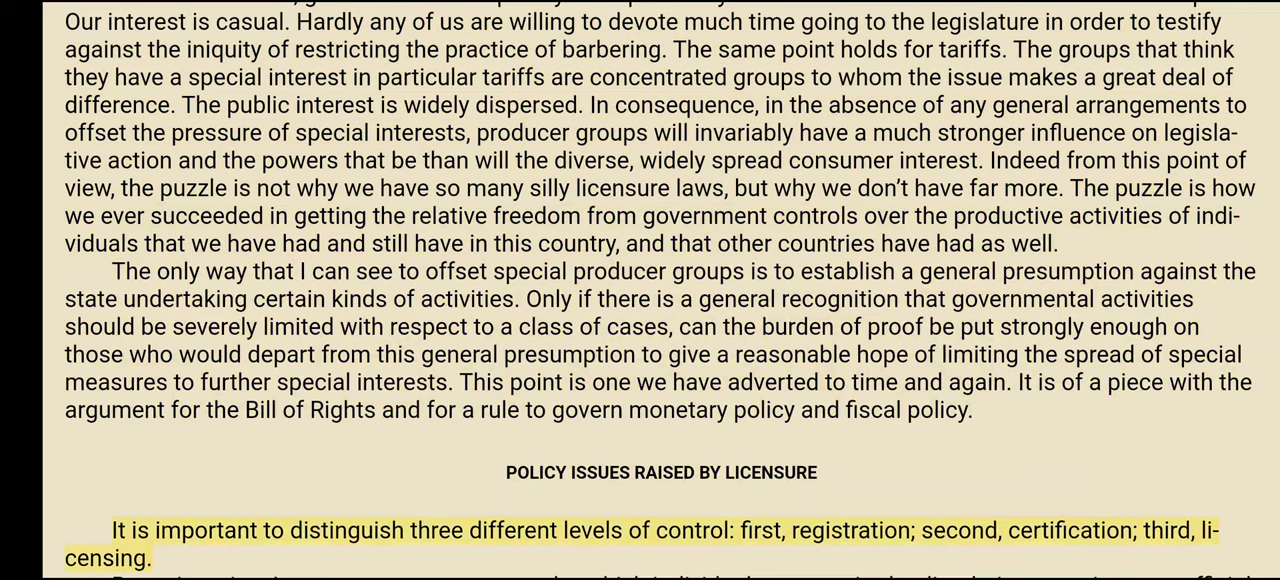 Our interest is casual. Hardly any of us are willing to devote much time going to the legislature in order to testify
against the iniquity of restricting the practice of barbering. The same point holds for tariffs. The groups that think
they have a special interest in particular tariffs are concentrated groups to whom the issue makes a great deal of
difference. The public interest is widely dispersed. In consequence, in the absence of any general arrangements to
offset the pressure of special interests, producer groups will invariably have a much stronger influence on legisla-
tive action and the powers that be than will the diverse, widely spread consumer interest. Indeed from this point of
view, the puzzle is not why we have so many silly licensure laws, but why we don’t have far more. The puzzle is how
we ever succeeded in getting the relative freedom from government controls over the productive activities of indi-
viduals that we have had and still have in this country, and that other countries have had as well.
The only way that I can see to offset special producer groups is to establish a general presumption against the
state undertaking certain kinds of activities. Only if there is a general recognition that governmental activities
should be severely limited with respect to a class of cases, can the burden of proof be put strongly enough on
those who would depart from this general presumption to give a reasonable hope of limiting the spread of special
measures to further special interests. This point is one we have adverted to time and again. It is of a piece with the
argument for the Bill of Rights and for a rule to govern monetary policy and fiscal policy.
POLICY ISSUES RAISED BY LICENSURE
It is important to distinguish three different levels of control: first, registration; second, certification; third, li-
censing.